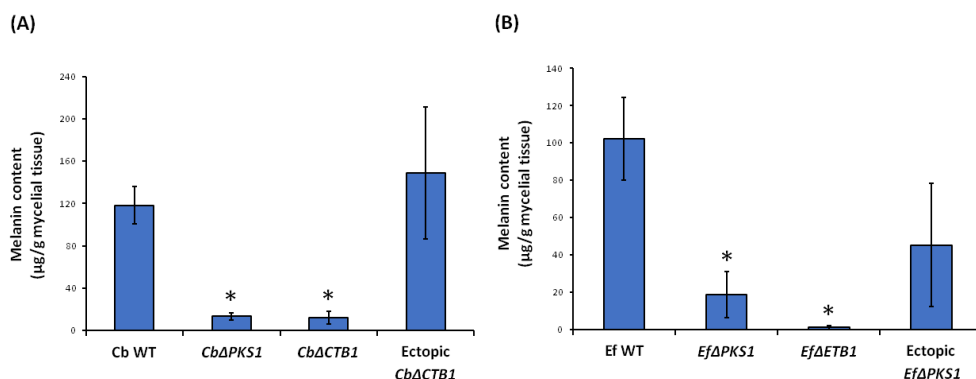 (A)
Melanin content
(µg/g mycelial tissue)
240
200
160
120
80
40
0
*
*
Cb WT
CbΔPKS1
CbΔCTB1
Ectopic
CbΔCTB1
(B)
Melanin content
(µg/g mycelial tissue)
140
120
100
80
60
40
20
0
*
*
Ef WT
EfΔPKS1
EfΔETB1
Ectopic
EfΔPKS1